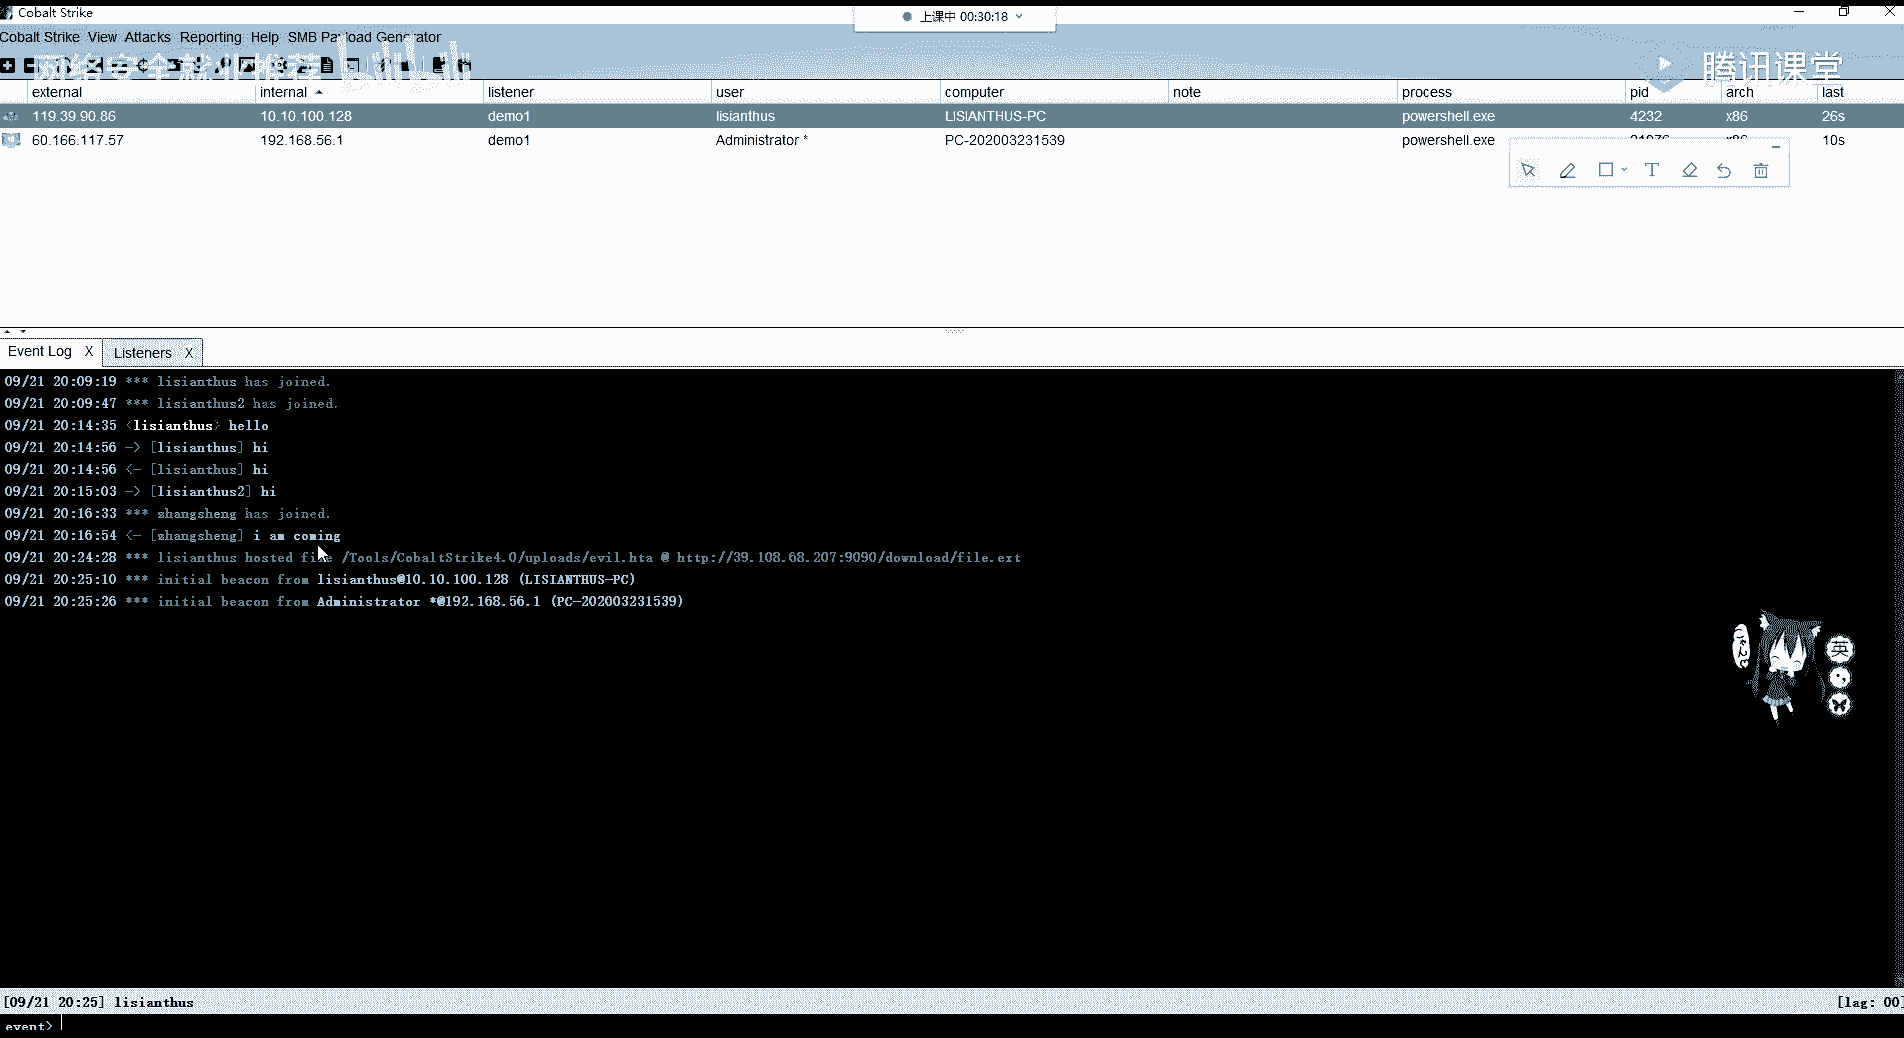 Cobalt Strike
上课中 00:30:18
Cobalt Strike View Attacks Reporting Help SMB Payload Generator
网络安全就业推荐 bilibili
腾讯课堂
external internal listener user computer note process pid arch last
119.39.90.86 10.10.100.128 demo1 lisianthus LISIANTHUS-PC powershell.exe 4232 x86 26s
60.166.117.57 192.168.56.1 demo1 Administrator * PC-202003231539 powershell.exe x86 10s
T
Event Log X Listeners X
09/21 20:09:19 *** lisianthus has joined.
09/21 20:09:47 *** lisianthus2 has joined.
09/21 20:14:35 <lisianthus> hello
09/21 20:14:56 -> [lisianthus] hi
09/21 20:14:56 <- [lisianthus] hi
09/21 20:15:03 -> [lisianthus2] hi
09/21 20:16:33 *** zhangsheng has joined.
09/21 20:16:54 <- [zhangsheng] i am coming
09/21 20:24:28 *** lisianthus hosted file /Tools/CobaltStrike4.0/uploads/evil.hta @ http://39.108.68.207:9090/download/file.ext
09/21 20:25:10 *** initial beacon from lisianthus@10.10.100.128 (LISIANTHUS-PC)
09/21 20:25:26 *** initial beacon from Administrator *@192.168.56.1 (PC-202003231539)
英
[09/21 20:25] lisianthus [lag: 00]
event>